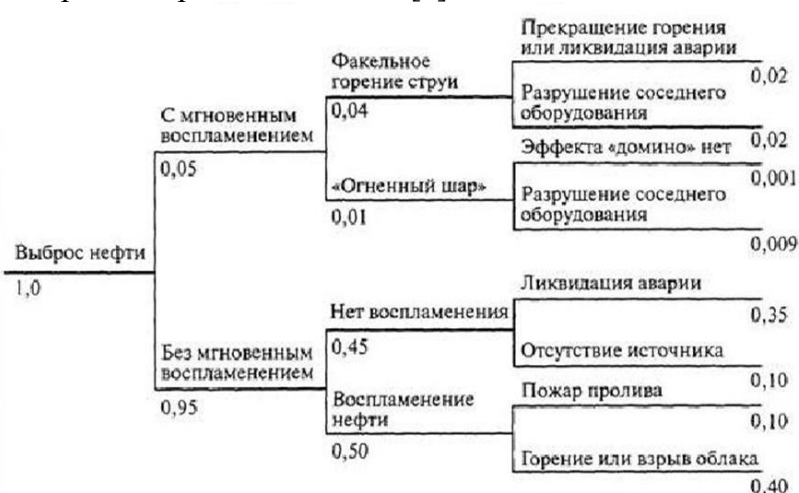 Прекращение горения
или ликвидация аварии
0,02
Факельное
горение струи
0,04
Разрушение соседнего
оборудования
0,02
С мгновенным
воспламенением
0,05
Эффекта «домино» нет
0,001
«Огненный шар»
0,01
Разрушение соседнего
оборудования
0,009
Выброс нефти
1,0
Ликвидация аварии
0,35
Нет воспламенения
0,45
Отсутствие источника
0,10
Без мгновенным
воспламенением
0,95
Пожар пролива
0,10
Воспламенение
нефти
0,50
Горение или взрыв облака
0,40